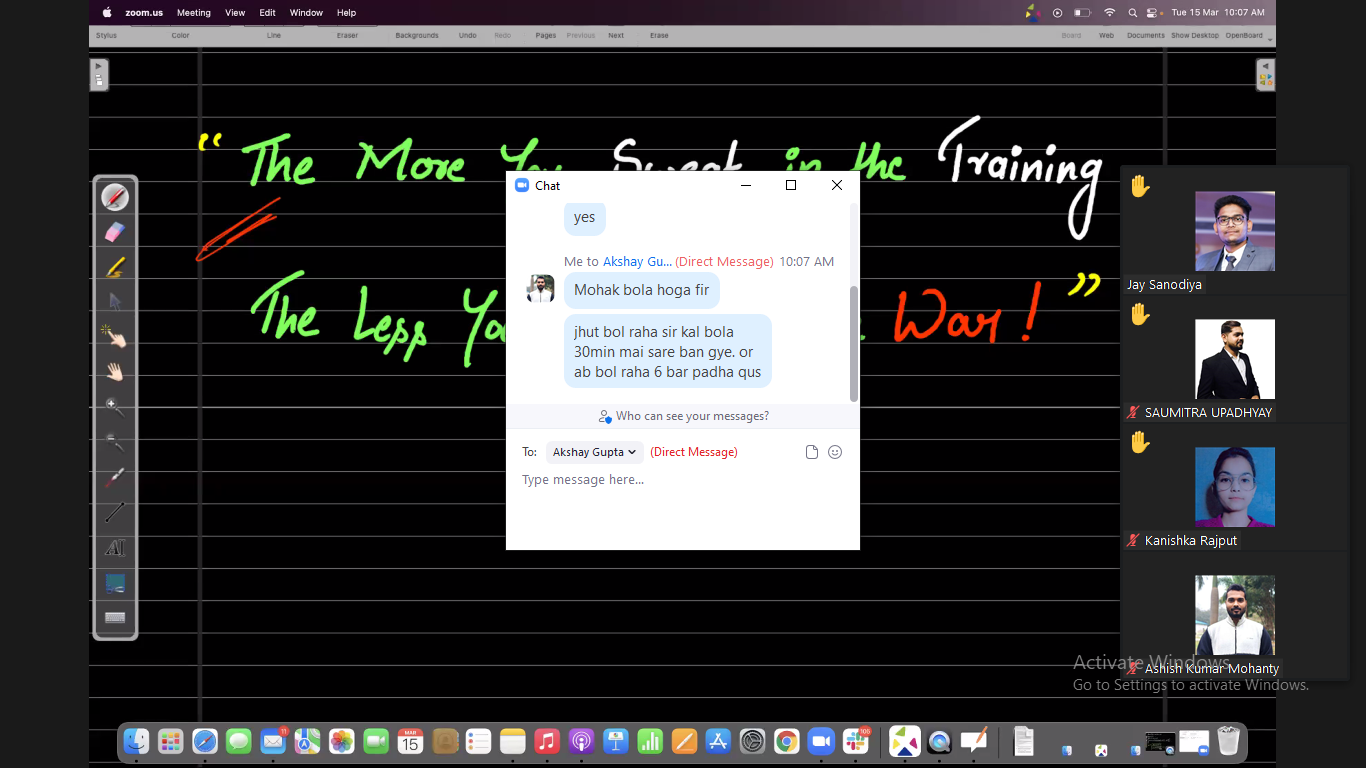 zoom.us Meeting View Edit Window Help Tue 15 Mar 10:07 AM
Stylus Color Line Eraser Backgrounds Undo Redo Pages Previous Next Erase Board Web Documents Show Desktop OpenBoard
“ The More You Sweat in the Training
The Less You War! ”
Chat
yes
Me to Akshay Gu... (Direct Message) 10:07 AM
Mohak bola hoga fir
jhut bol raha sir kal bola
30min mai sare ban gye. or
ab bol raha 6 bar padha qus
Who can see your messages?
To: Akshay Gupta (Direct Message)
Type message here...
Jay Sanodiya
SAUMITRA UPADHYAY
Kanishka Rajput
Ashish Kumar Mohanty
Activate Windows
Go to Settings to activate Windows.
AI
11
MAR
15
106